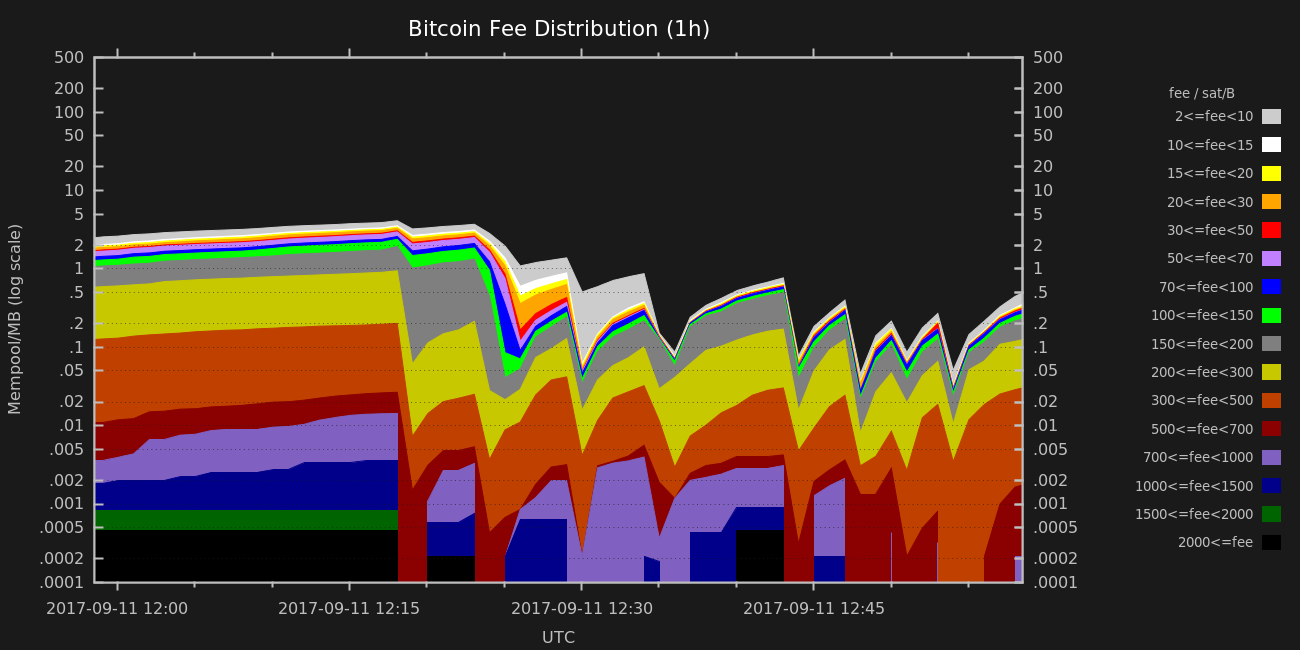 Bitcoin Fee Distribution (1h)
500 500
200 200
100 100
50 50
20 20
10 10
5 5
2 2
1 1
.5 .5
.2 .2
.1 .1
.05 .05
.02 .02
.01 .01
.005 .005
.002 .002
.001 .001
.0005 .0005
.0002 .0002
.0001 .0001
Mempool/MB (log scale)
2017-09-11 12:00 2017-09-11 12:15 2017-09-11 12:30 2017-09-11 12:45
UTC
fee / sat/B
2<=fee<10
10<=fee<15
15<=fee<20
20<=fee<30
30<=fee<50
50<=fee<70
70<=fee<100
100<=fee<150
150<=fee<200
200<=fee<300
300<=fee<500
500<=fee<700
700<=fee<1000
1000<=fee<1500
1500<=fee<2000
2000<=fee